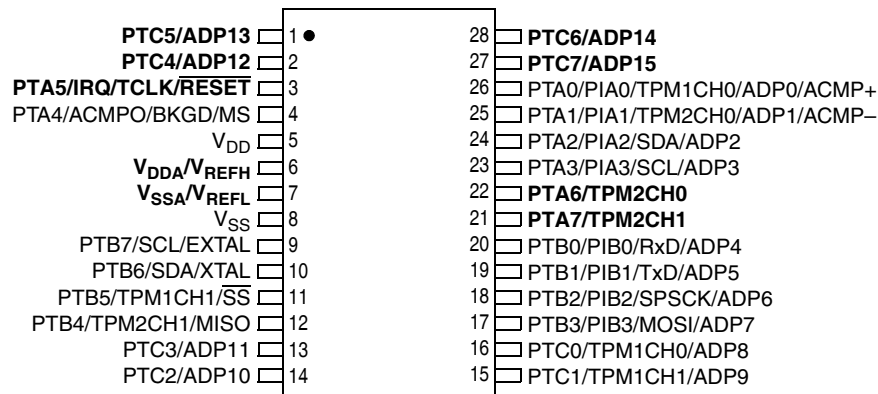 PTC5/ADP13 1 28 PTC6/ADP14
PTC4/ADP12 2 27 PTC7/ADP15
PTA5/IRQ/TCLK/R̅E̅S̅E̅T̅ 3 26 PTA0/PIA0/TPM1CH0/ADP0/ACMP+
PTA4/ACMPO/BKGD/MS 4 25 PTA1/PIA1/TPM2CH0/ADP1/ACMP–
VDD 5 24 PTA2/PIA2/SDA/ADP2
VDDA/VREFH 6 23 PTA3/PIA3/SCL/ADP3
VSSA/VREFL 7 22 PTA6/TPM2CH0
VSS 8 21 PTA7/TPM2CH1
PTB7/SCL/EXTAL 9 20 PTB0/PIB0/RxD/ADP4
PTB6/SDA/XTAL 10 19 PTB1/PIB1/TxD/ADP5
PTB5/TPM1CH1/S̅S̅ 11 18 PTB2/PIB2/SPSCK/ADP6
PTB4/TPM2CH1/MISO 12 17 PTB3/PIB3/MOSI/ADP7
PTC3/ADP11 13 16 PTC0/TPM1CH0/ADP8
PTC2/ADP10 14 15 PTC1/TPM1CH1/ADP9